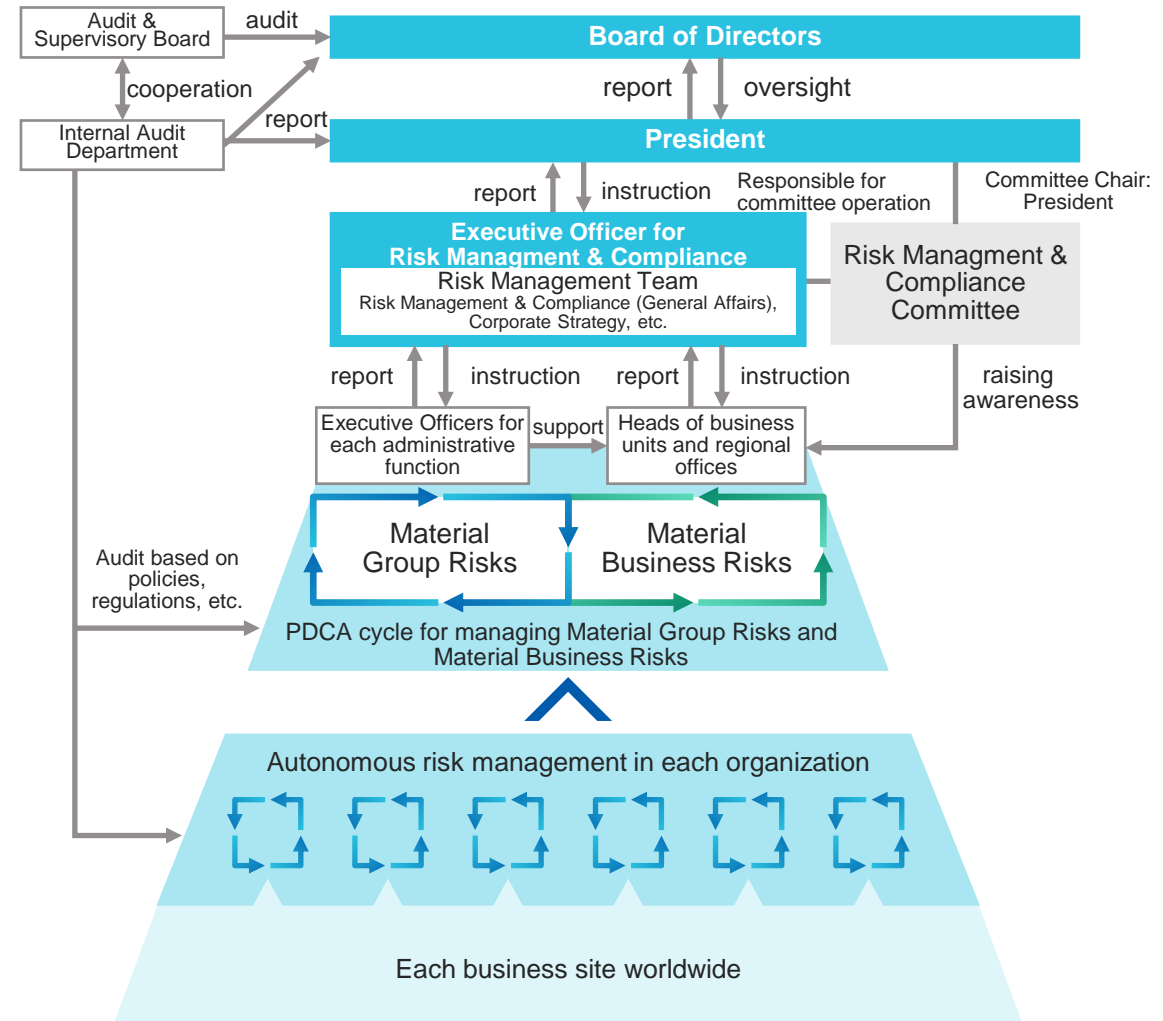 Audit &
Supervisory Board
audit
Board of Directors
cooperation
report
oversight
Internal Audit
Department
report
President
report
instruction
Responsible for
committee operation
Committee Chair:
President
Executive Officer for
Risk Managment & Compliance
Risk Management Team
Risk Management & Compliance (General Affairs),
Corporate Strategy, etc.
Risk Managment &
Compliance
Committee
report
instruction
report
instruction
raising
awareness
Executive Officers for
each administrative
function
support
Heads of business
units and regional
offices
Material
Group Risks
Material
Business Risks
Audit based on
policies,
regulations, etc.
PDCA cycle for managing Material Group Risks and
Material Business Risks
Autonomous risk management in each organization
Each business site worldwide